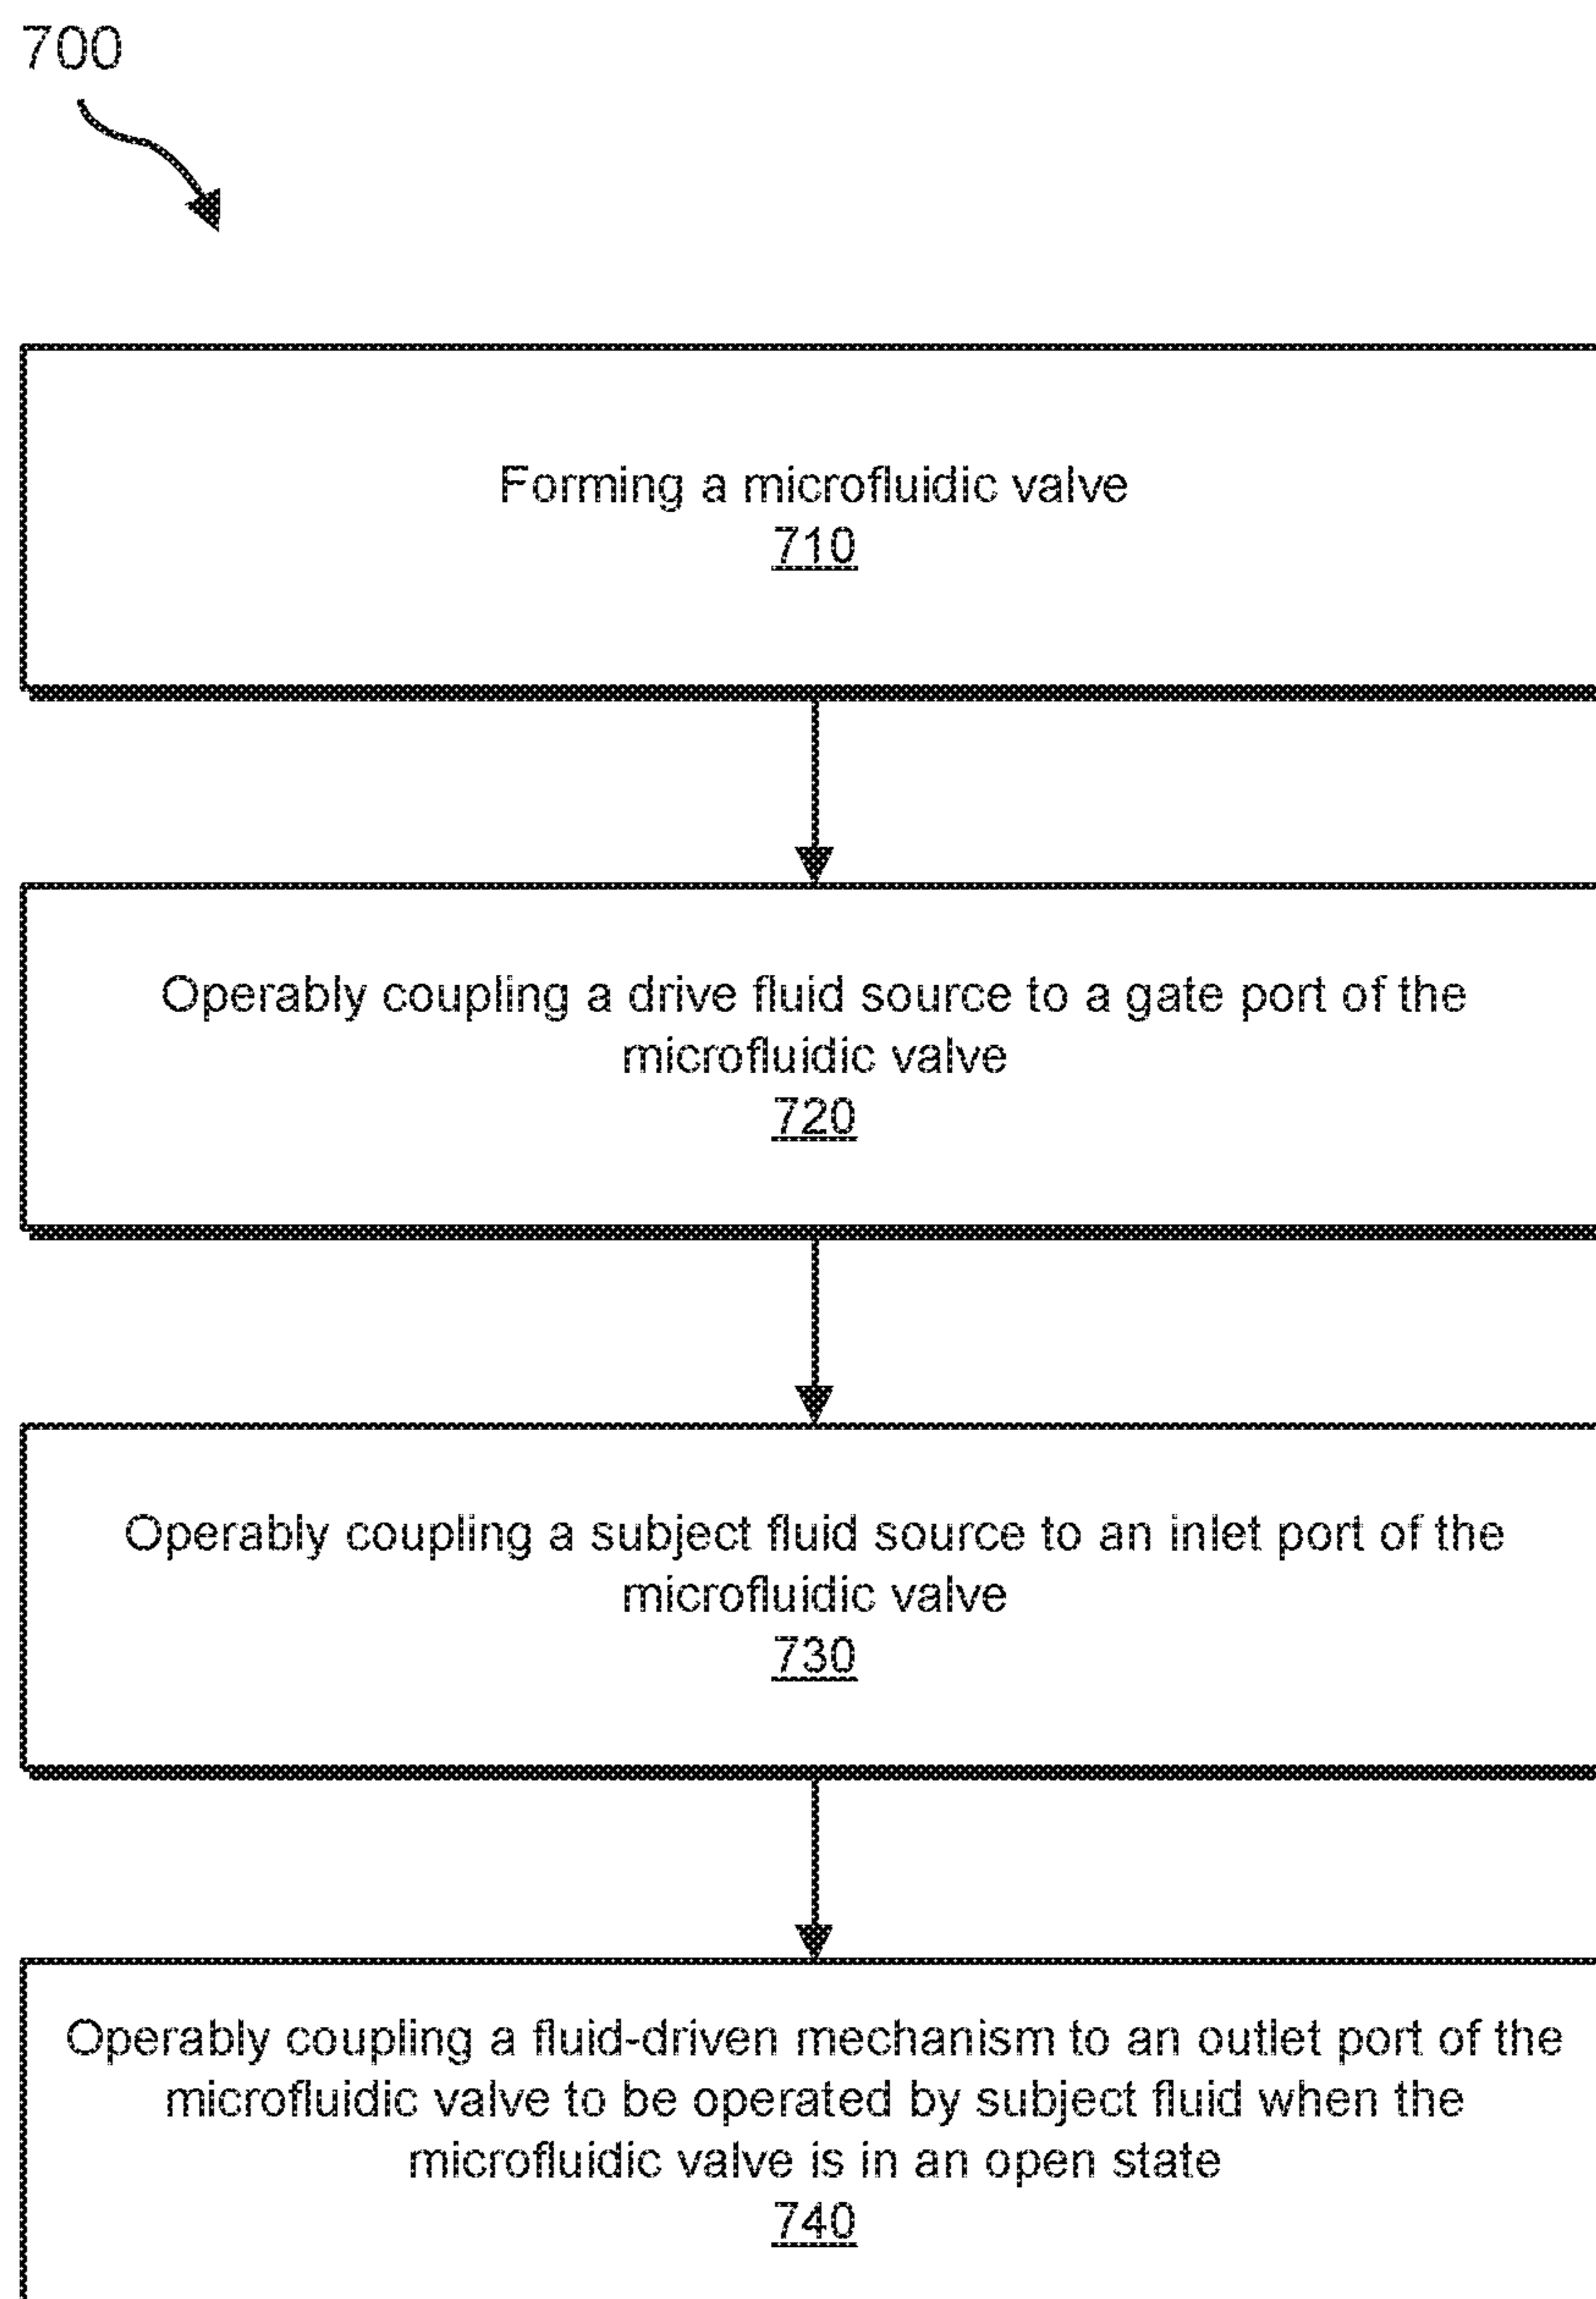 700
Forming a microfluidic valve
710
Operably coupling a drive fluid source to a gate port of the
microfluidic valve
720
Operably coupling a subject fluid source to an inlet port of the
microfluidic valve
730
Operably coupling a fluid-driven mechanism to an outlet port of the
microfluidic valve to be operated by subject fluid when the
microfluidic valve is in an open state
740